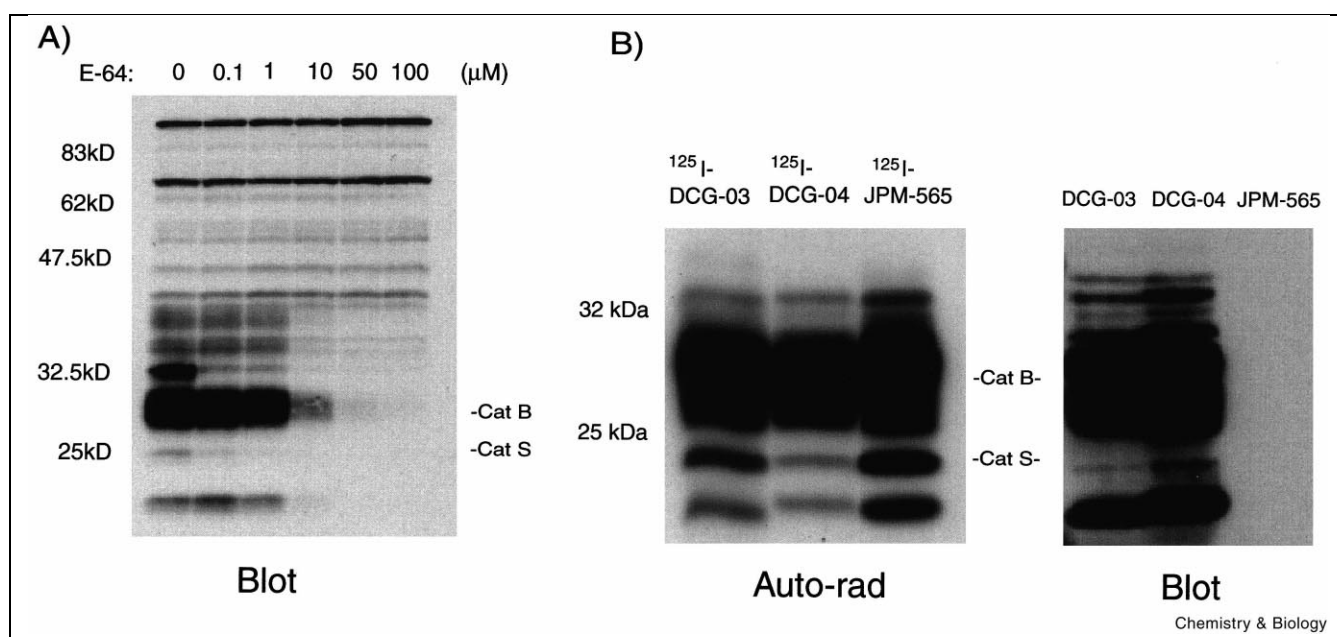 A)
E-64: 0 0.1 1 10 50 100 (μM)
83kD
62kD
47.5kD
32.5kD
25kD
-Cat B
-Cat S
Blot
B)
125I- 125I- 125I-
DCG-03 DCG-04 JPM-565
32 kDa
25 kDa
-Cat B-
-Cat S-
Auto-rad
DCG-03 DCG-04 JPM-565
Blot
Chemistry & Biology